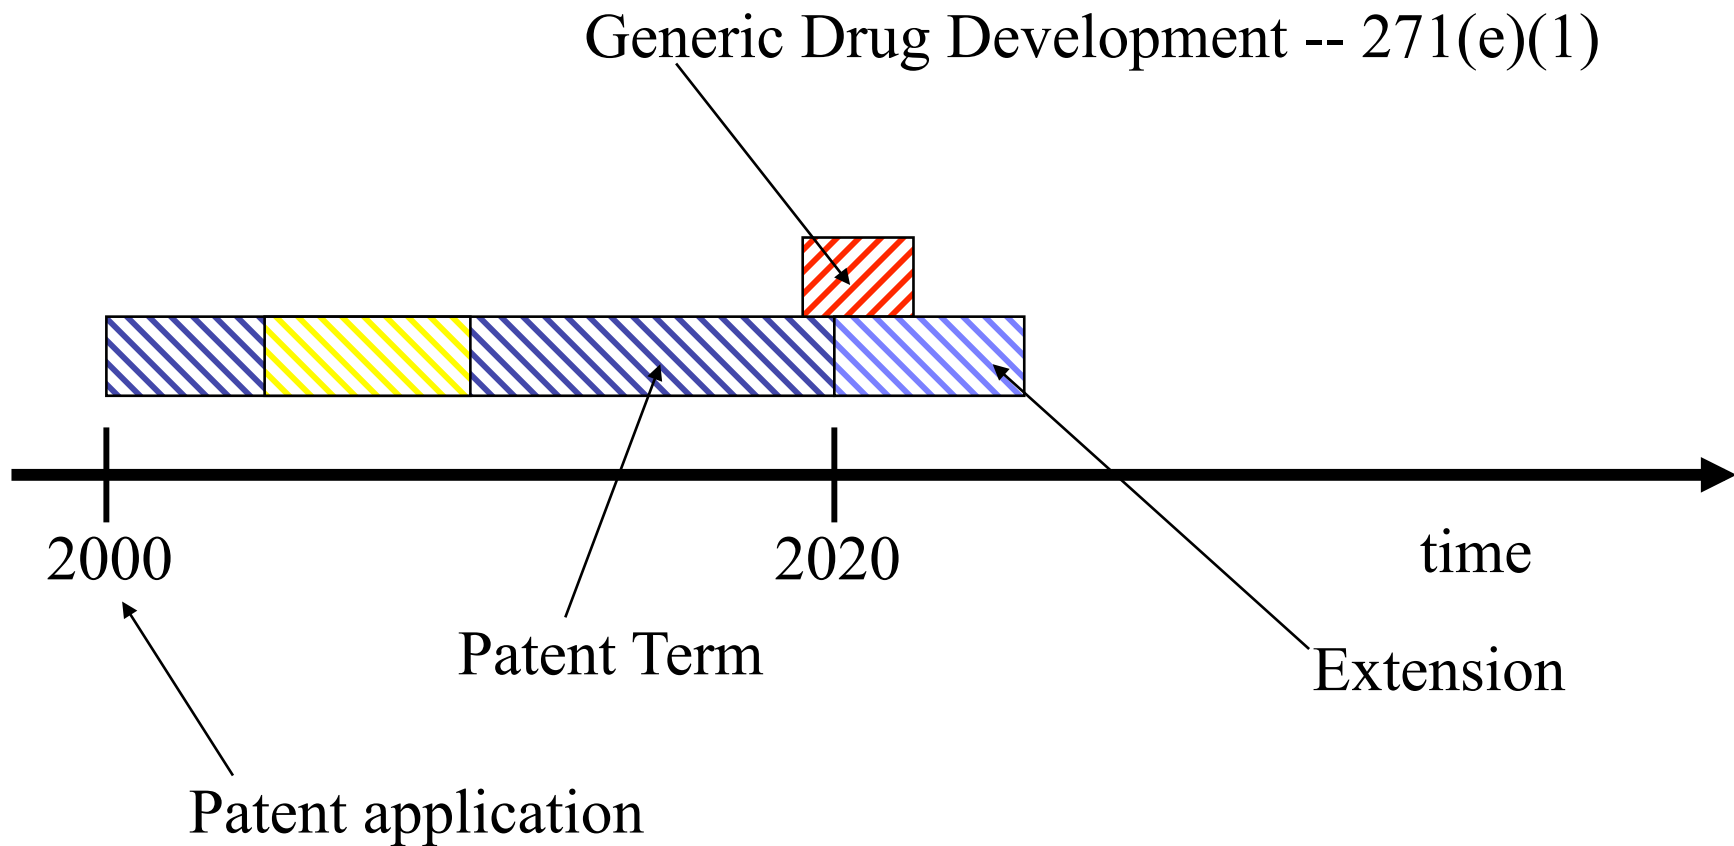 Generic Drug Development -- 271(e)(1)
2000
2020
time
Patent Term
Extension
Patent application